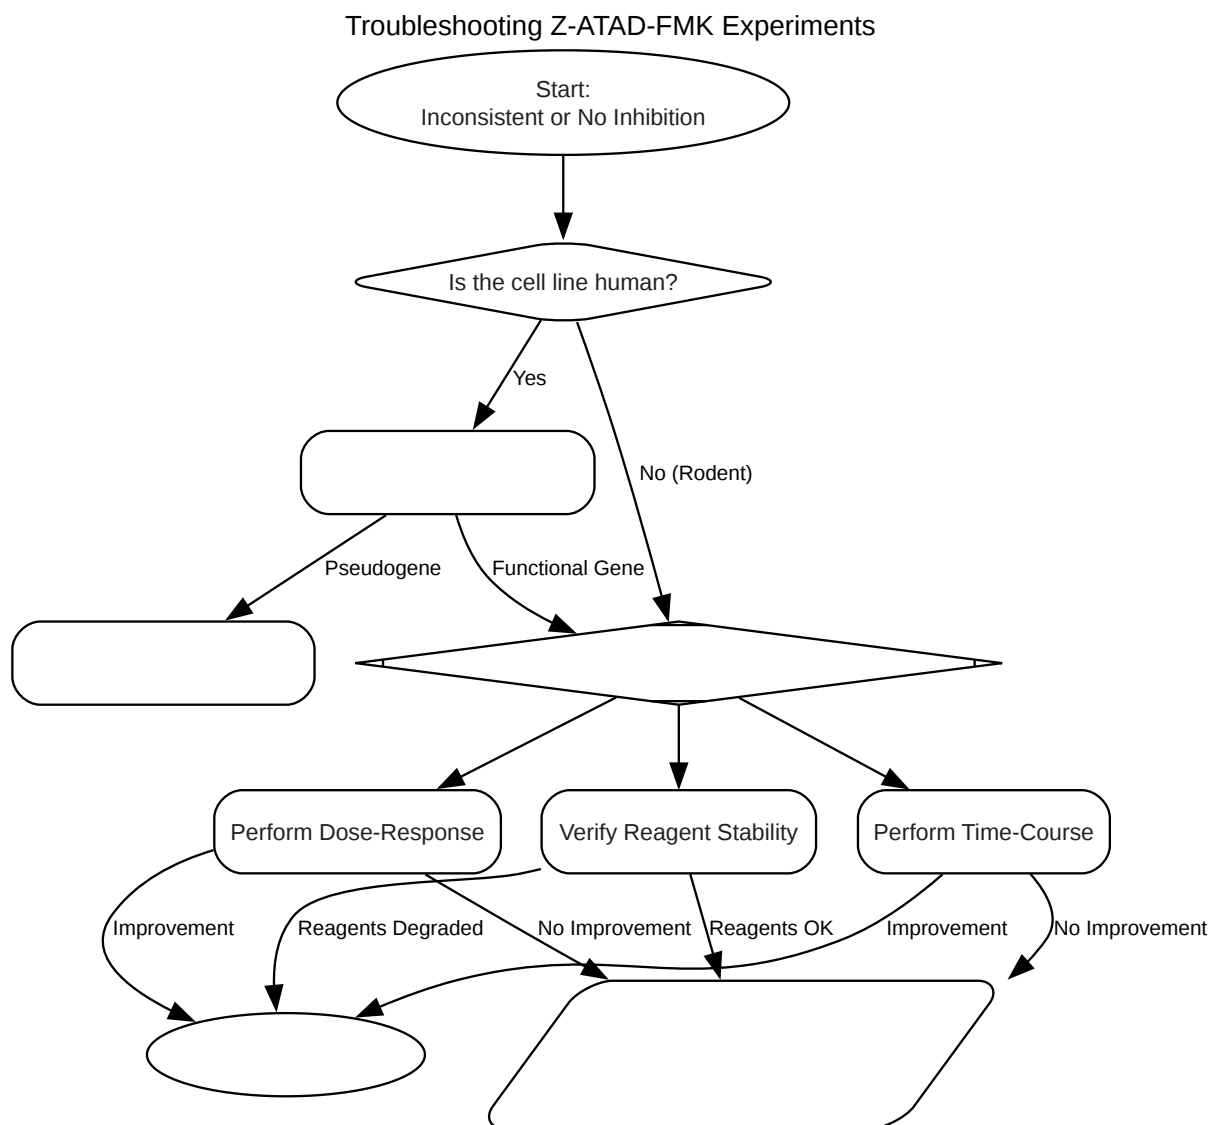 Troubleshooting Z-ATAD-FMK Experiments
Start:
Inconsistent or No Inhibition
Is the cell line human?
Yes
No (Rodent)
Pseudogene
Functional Gene
Perform Dose-Response
Verify Reagent Stability
Perform Time-Course
Improvement
Reagents Degraded
No Improvement
Reagents OK
Improvement
No Improvement